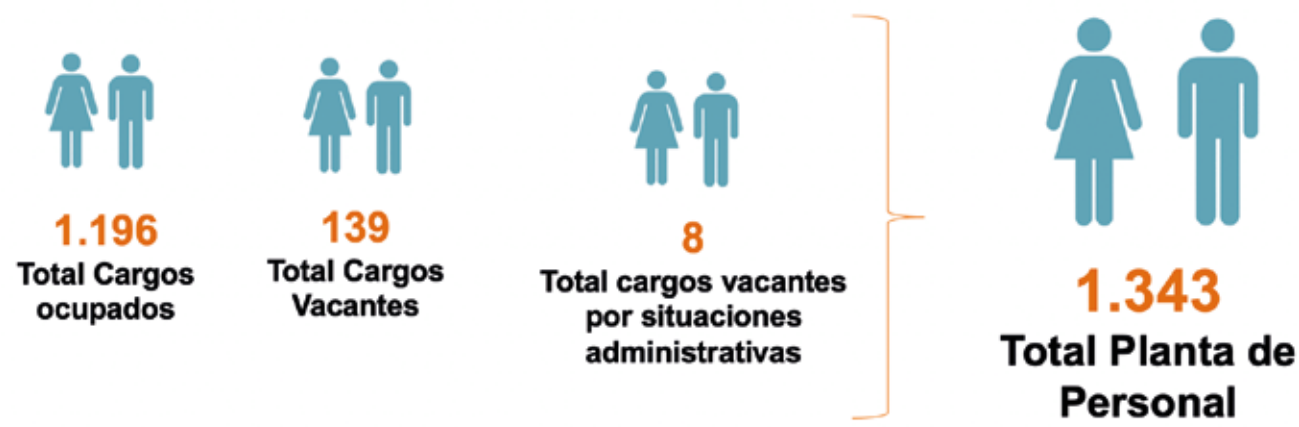 1.196
Total Cargos
ocupados
139
Total Cargos
Vacantes
8
Total cargos vacantes
por situaciones
administrativas
1.343
Total Planta de
Personal